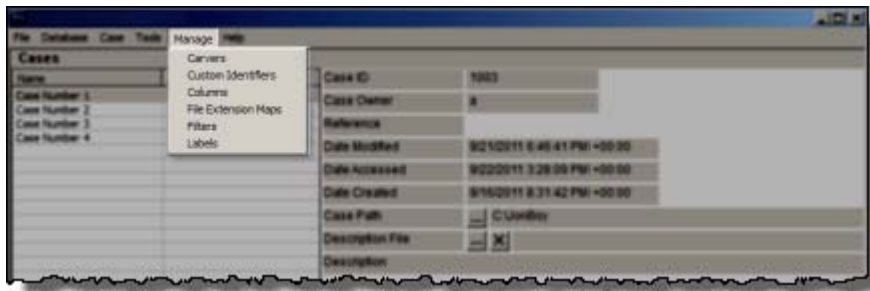 File Database Case Tools Manage Help
Cases
Carvers
Custom Identifiers
Columns
File Extension Maps
Filters
Labels
Name
Case Number 1
Case Number 2
Case Number 3
Case Number 4
Case ID 1003
Case Owner a
Reference
Date Modified 9/21/2011 6:46:41 PM +00:00
Date Accessed 9/22/2011 3:28:09 PM +00:00
Date Created 9/16/2011 8:31:42 PM +00:00
Case Path ... C:\JonBoy
Description File ... X
Description